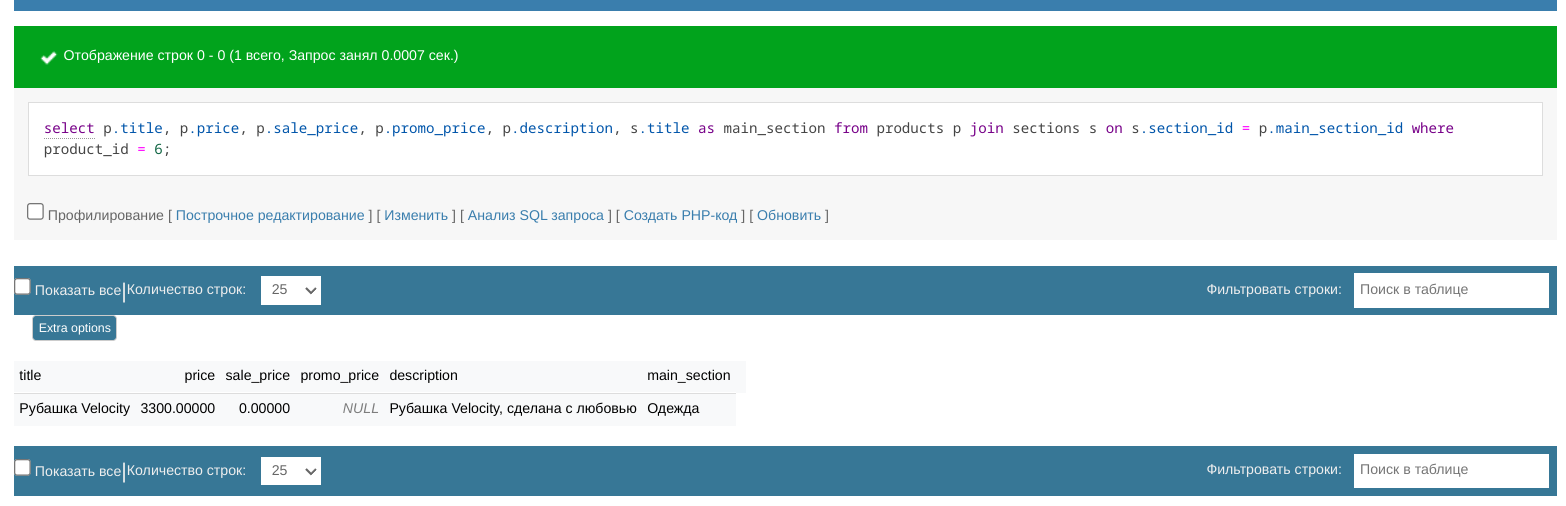 Отображение строк 0 - 0 (1 всего, Запрос занял 0.0007 сек.)
select p.title, p.price, p.sale_price, p.promo_price, p.description, s.title as main_section from products p join sections s on s.section_id = p.main_section_id where
product_id = 6;
Профилирование [ Построчное редактирование ] [ Изменить ] [ Анализ SQL запроса ] [ Создать PHP-код ] [ Обновить ]
Показать все Количество строк: 25 Фильтровать строки: Поиск в таблице
Extra options
title price sale_price promo_price description main_section
Рубашка Velocity 3300.00000 0.00000 NULL Рубашка Velocity, сделана с любовью Одежда
Показать все Количество строк: 25 Фильтровать строки: Поиск в таблице